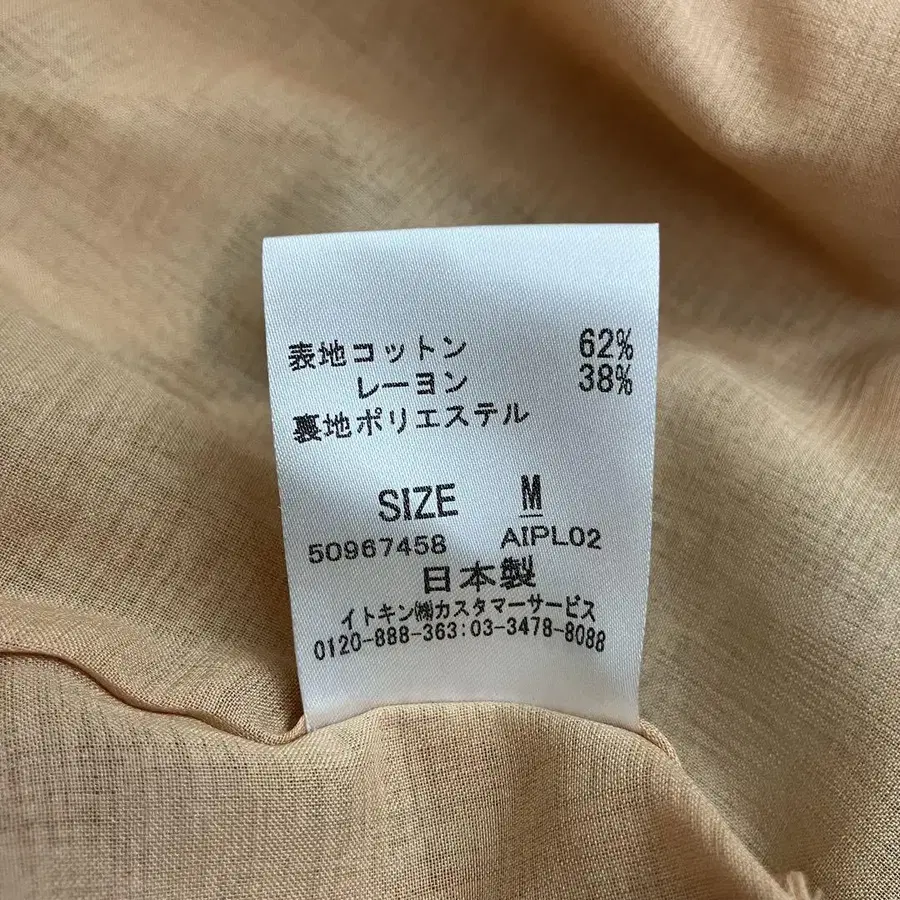 表地コットン 62%
レーヨン 38%
裏地ポリエステル
SIZE M
50967458 AIPL02
日本製
イトキン㈱カスタマーサービス
0120-888-363:03-3478-8088